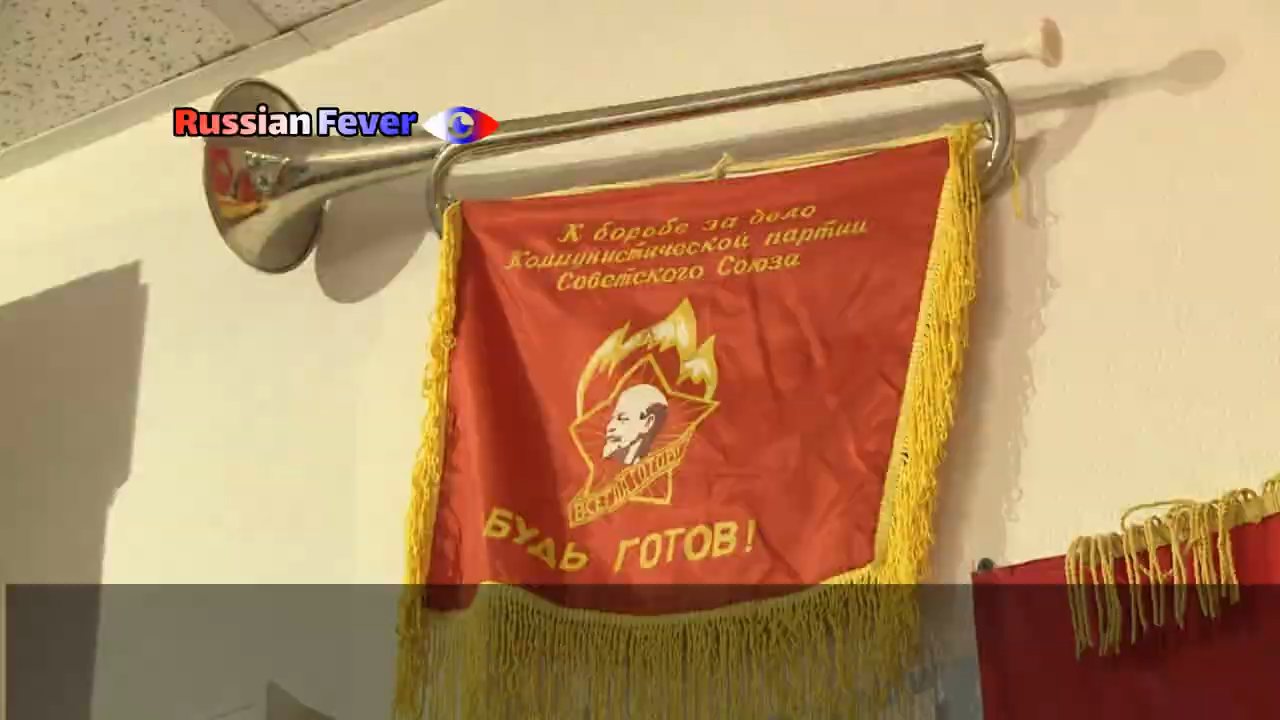 Russian Fever
К борьбе за дело
Коммунистической партии
Советского Союза
ВСЕГДА ГОТОВ!
БУДЬ ГОТОВ!